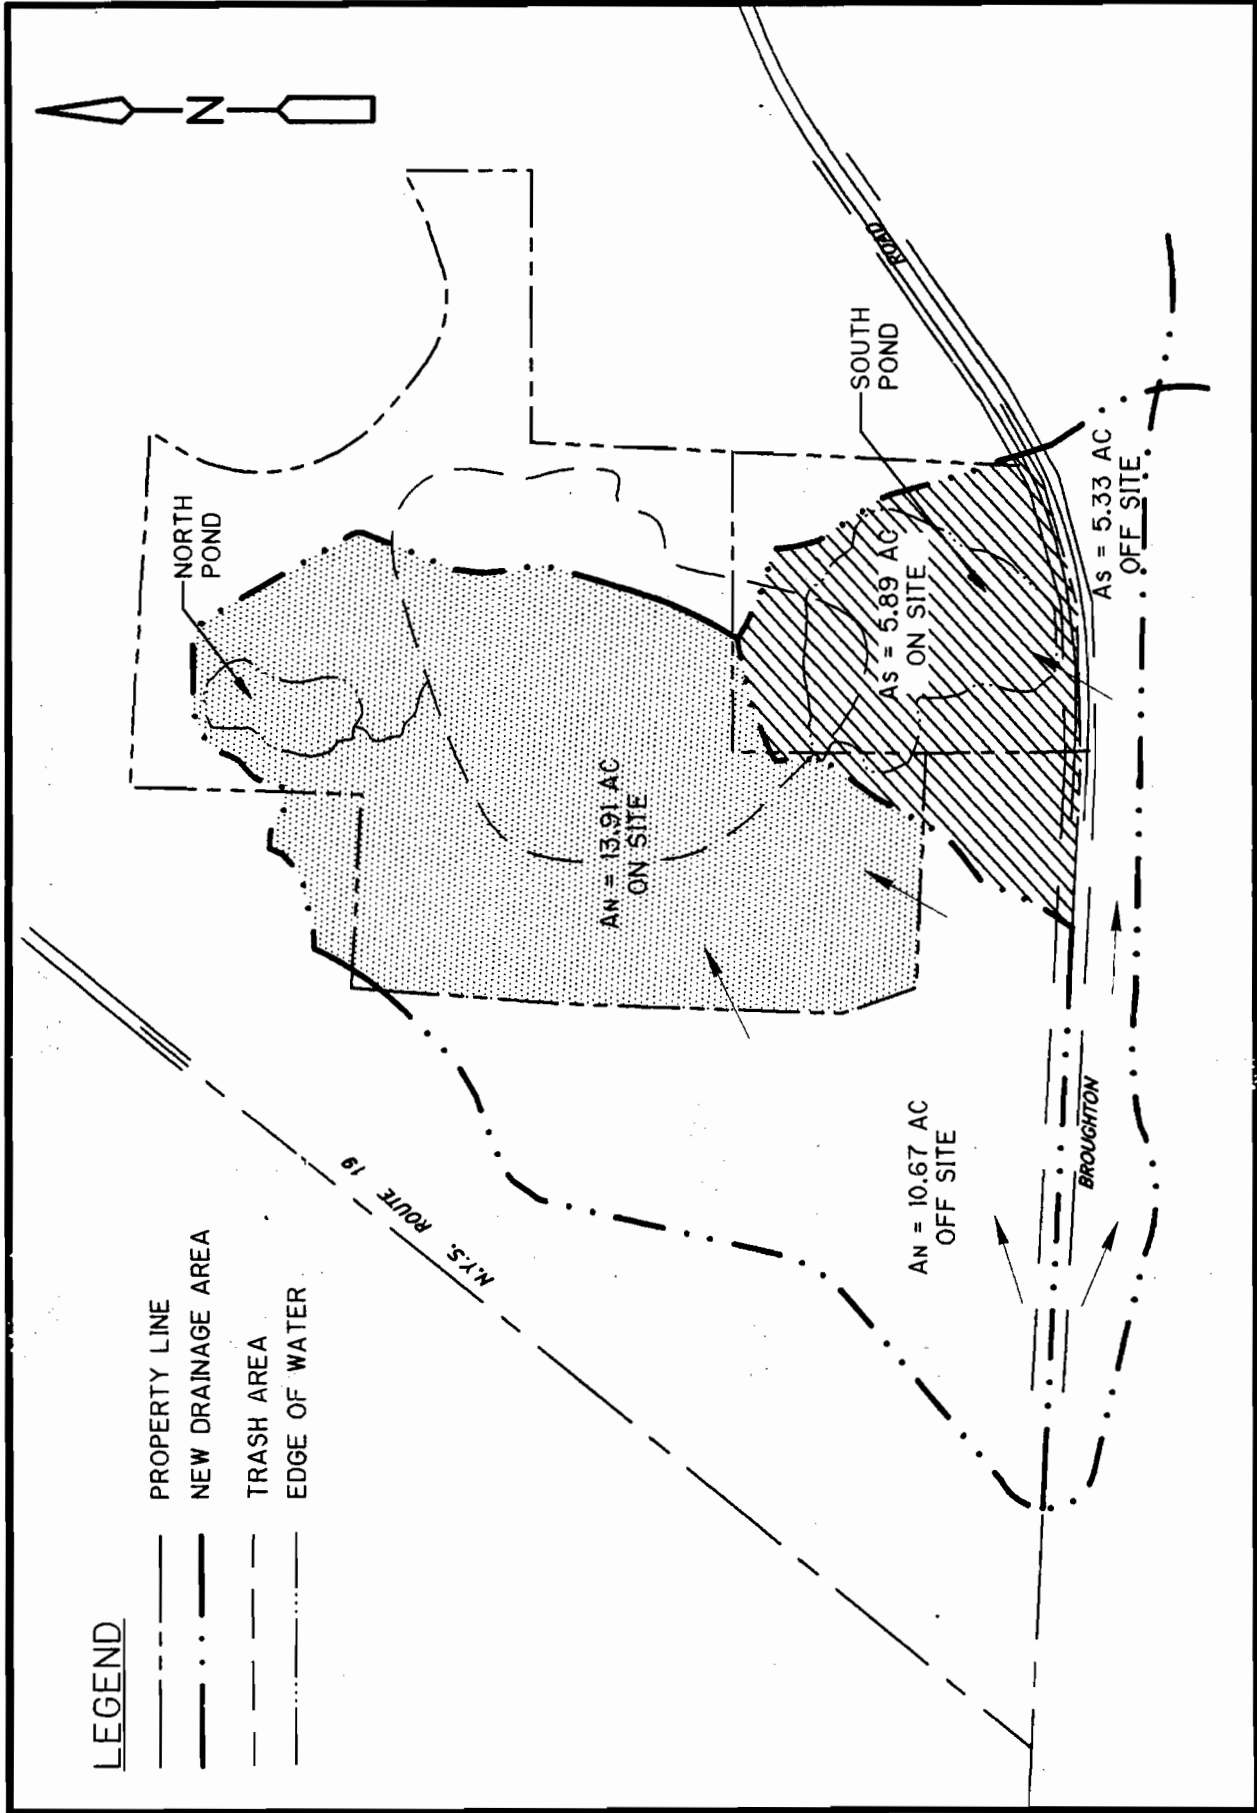 LEGEND
PROPERTY LINE
NEW DRAINAGE AREA
TRASH AREA
EDGE OF WATER
N.Y.S. ROUTE 19
NORTH
POND
N
AN = 13.91 AC
ON SITE
SOUTH
POND
AS = 5.89 AC
ON SITE
AN = 10.67 AC
OFF SITE
AS = 5.33 AC
OFF SITE
BROUGHTON
ROAD